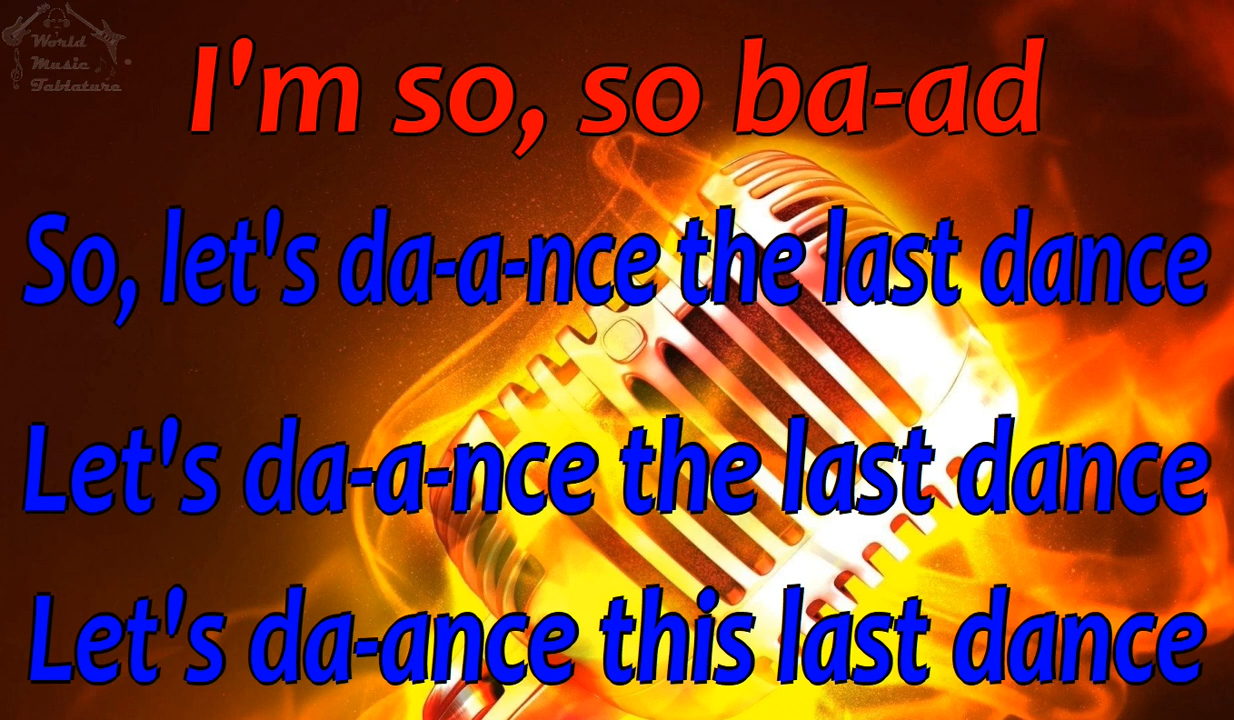 World
Music
Tablature
I'm so, so ba-ad
So, let's da-a-nce the last dance
Let's da-a-nce the last dance
Let's da-ance this last dance